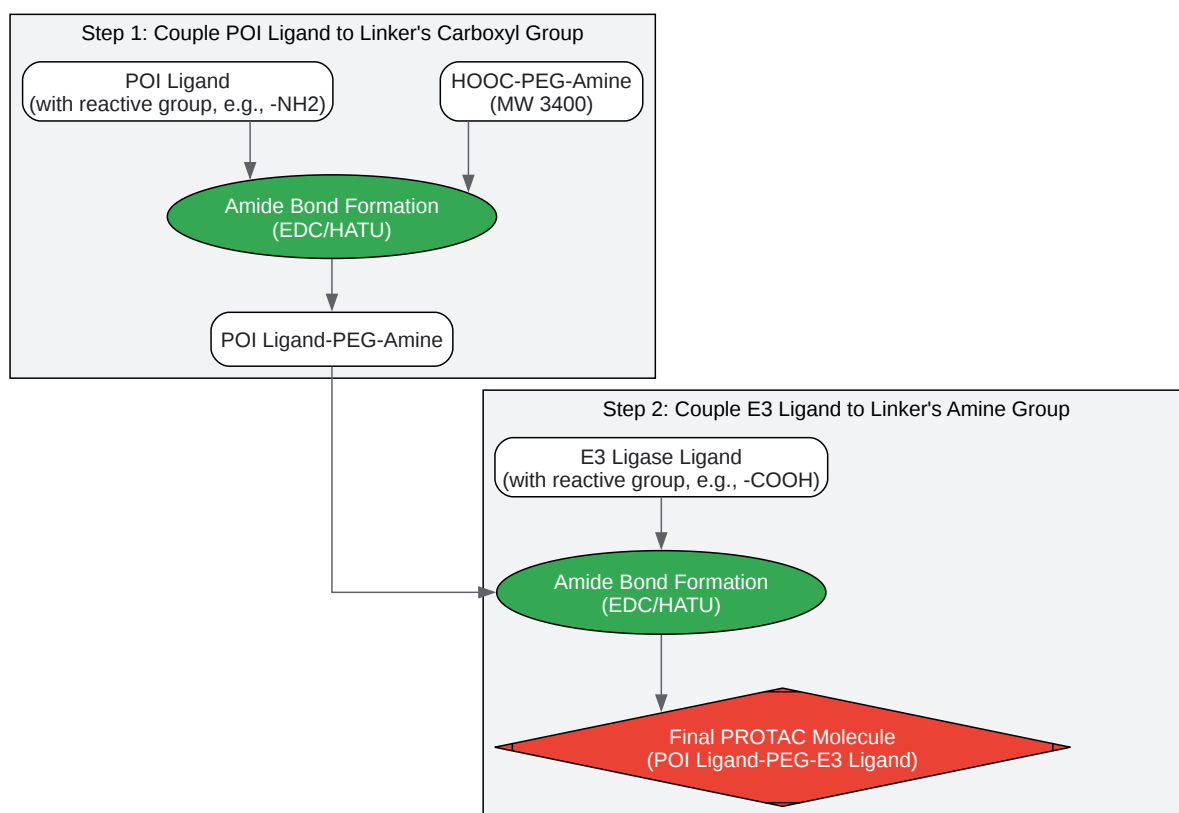 Step 1: Couple POI Ligand to Linker's Carboxyl Group
POI Ligand
(with reactive group, e.g., -NH2)
HOOC-PEG-Amine
(MW 3400)
Amide Bond Formation
(EDC/HATU)
POI Ligand-PEG-Amine
Step 2: Couple E3 Ligand to Linker's Amine Group
E3 Ligase Ligand
(with reactive group, e.g., -COOH)
Amide Bond Formation
(EDC/HATU)
Final PROTAC Molecule
(POI Ligand-PEG-E3 Ligand)